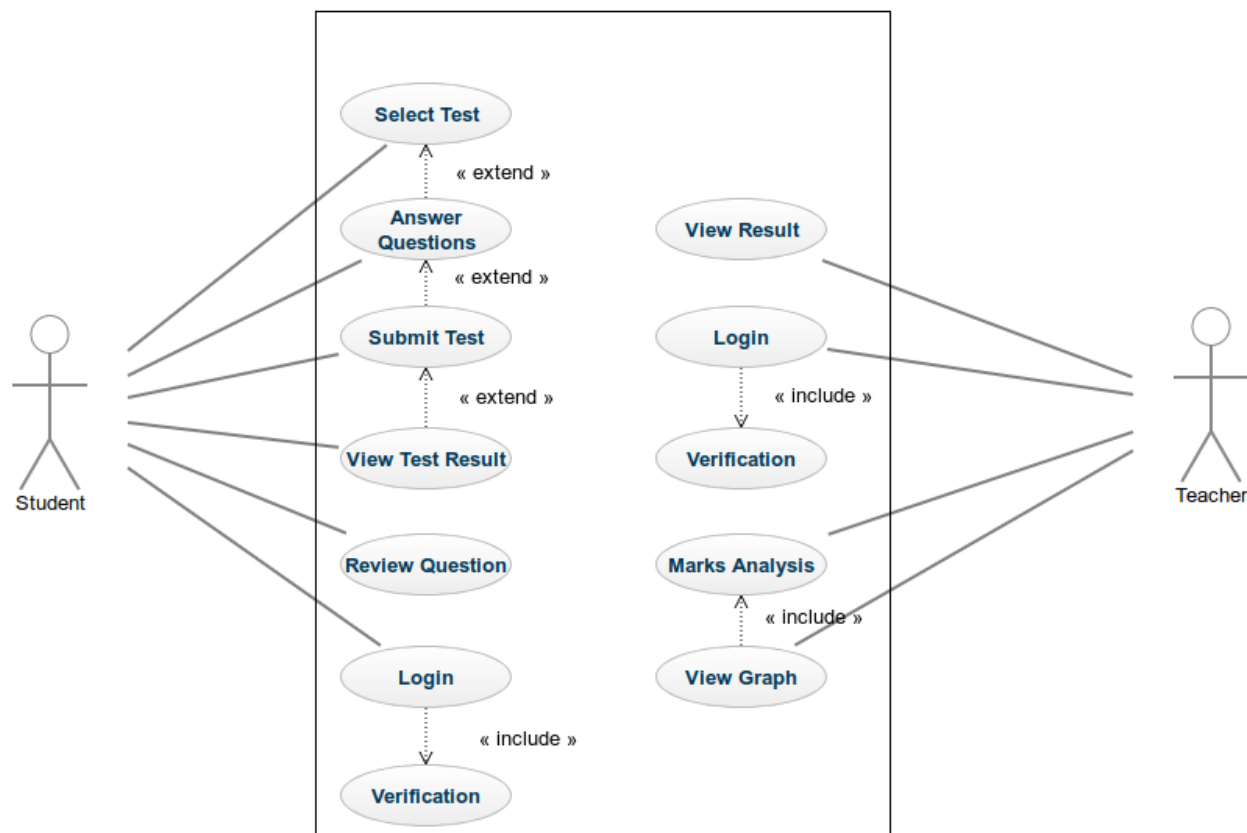 Select Test
« extend »
Answer
Questions
« extend »
Submit Test
« extend »
View Test Result
Review Question
Login
« include »
Verification
Student
View Result
Login
« include »
Verification
Marks Analysis
« include »
View Graph
Teacher